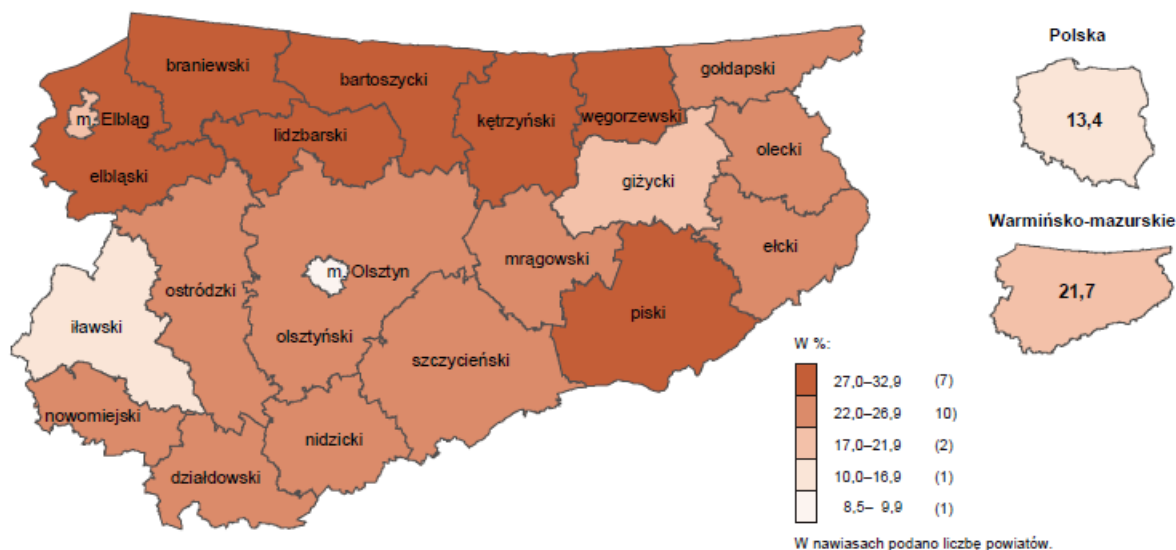 Polska
braniewski
bartoszycki
gołdapski
m. Elbląg
kętrzyński
węgorzewski
13,4
lidzbarski
olecki
elbląski
giżycki
Warmińsko-mazurskie
ełcki
mrągowski
m. Olsztyn
ostródzki
21,7
iławski
piski
olsztyński
W %:
szczycieński
27,0–32,9 (7)
nowomiejski
22,0–26,9 10)
nidzicki
17,0–21,9 (2)
działdowski
10,0–16,9 (1)
8,5– 9,9 (1)
W nawiasach podano liczbę powiatów.